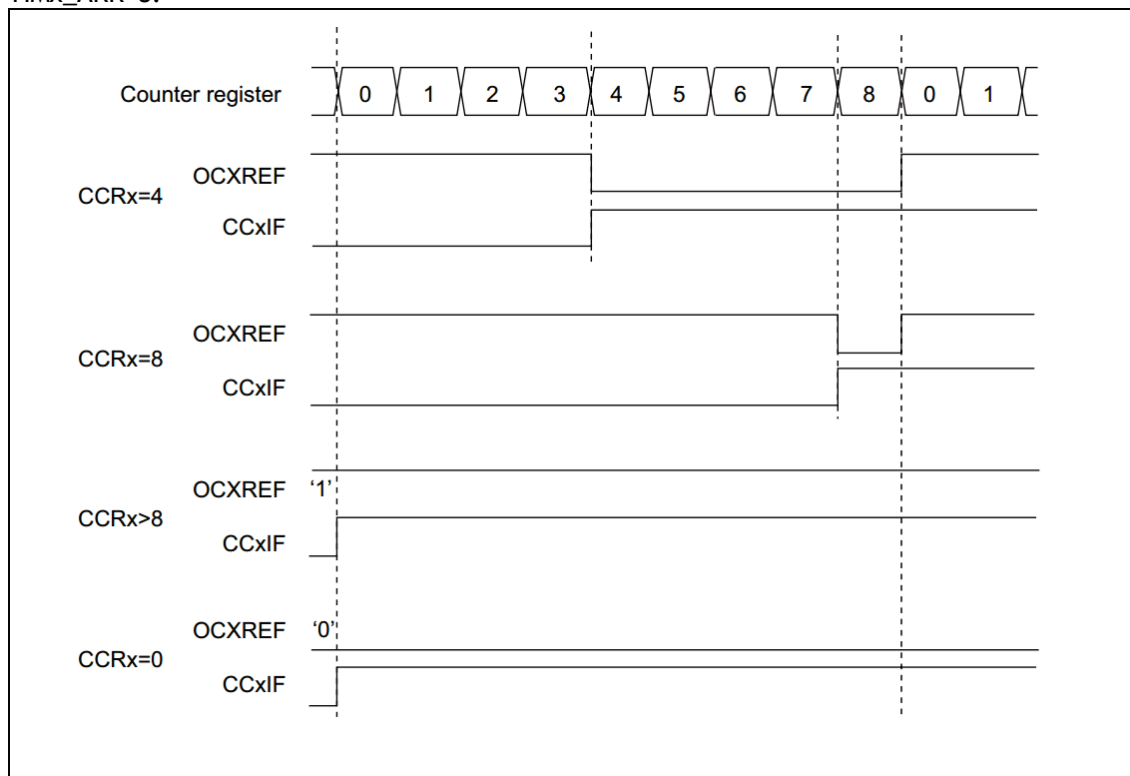 Counter register 0 1 2 3 4 5 6 7 8 0 1
OCXREF
CCRx=4
CCxIF
OCXREF
CCRx=8
CCxIF
OCXREF ‘1’
CCRx>8
CCxIF
OCXREF ‘0’
CCRx=0
CCxIF